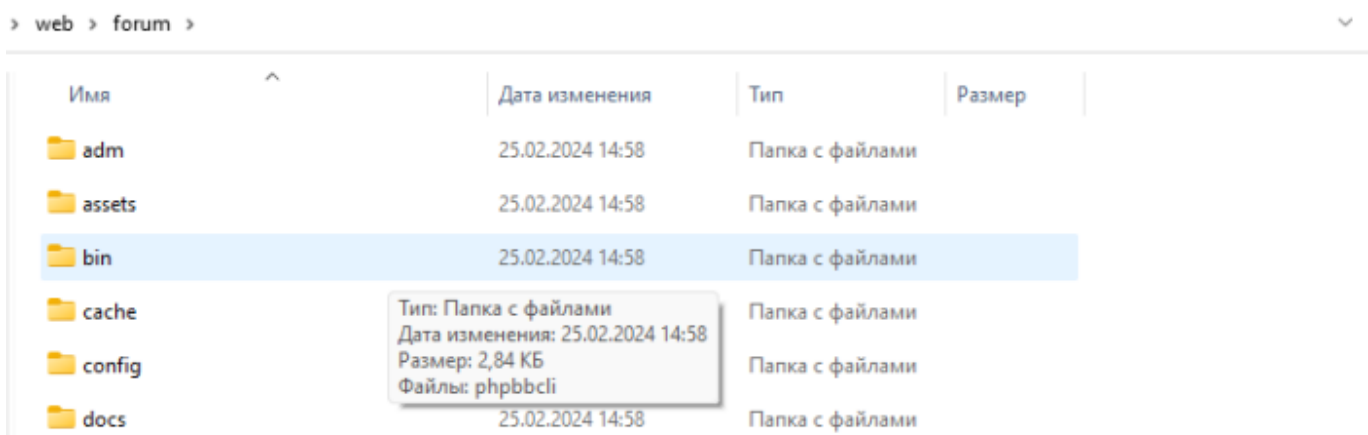 > web > forum >
Имя Дата изменения Тип Размер
adm 25.02.2024 14:58 Папка с файлами
assets 25.02.2024 14:58 Папка с файлами
bin 25.02.2024 14:58 Папка с файлами
cache Папка с файлами
Тип: Папка с файлами
Дата изменения: 25.02.2024 14:58
Размер: 2,84 КБ
Файлы: phpbbcli
config Папка с файлами
docs 25.02.2024 14:58 Папка с файлами